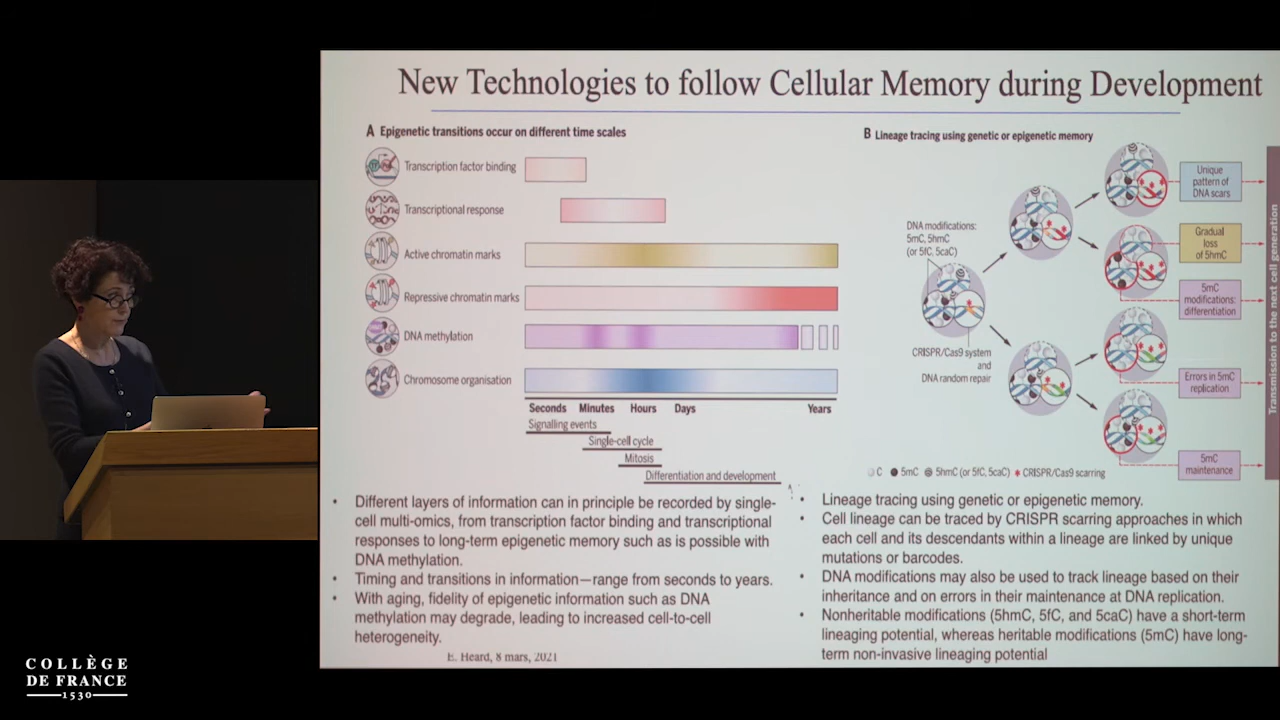 New Technologies to follow Cellular Memory during Development
A Epigenetic transitions occur on different time scales
Transcription factor binding
Transcriptional response
Active chromatin marks
Repressive chromatin marks
DNA methylation
Chromosome organisation
Seconds Minutes Hours Days Years
Signalling events
Single-cell cycle
Mitosis
Differentiation and development
B Lineage tracing using genetic or epigenetic memory
DNA modifications:
5mC, 5hmC
(or 5fC, 5caC)
CRISPR/Cas9 system
and
DNA random repair
Unique
pattern of
DNA scars
Gradual
loss
of 5hmC
5mC
modifications:
differentiation
Errors in 5mC
replication
5mC
maintenance
Transmission to the next cell generation
C 5mC 5hmC (or 5fC, 5caC) CRISPR/Cas9 scarring
• Different layers of information can in principle be recorded by single-
cell multi-omics, from transcription factor binding and transcriptional
responses to long-term epigenetic memory such as is possible with
DNA methylation.
• Timing and transitions in information—range from seconds to years.
• With aging, fidelity of epigenetic information such as DNA
methylation may degrade, leading to increased cell-to-cell
heterogeneity.
• Lineage tracing using genetic or epigenetic memory.
• Cell lineage can be traced by CRISPR scarring approaches in which
each cell and its descendants within a lineage are linked by unique
mutations or barcodes.
• DNA modifications may also be used to track lineage based on their
inheritance and on errors in their maintenance at DNA replication.
• Nonheritable modifications (5hmC, 5fC, and 5caC) have a short-term
lineaging potential, whereas heritable modifications (5mC) have long-
term non-invasive lineaging potential
E. Heard, 8 mars, 2021
COLLÈGE
DE FRANCE
1530